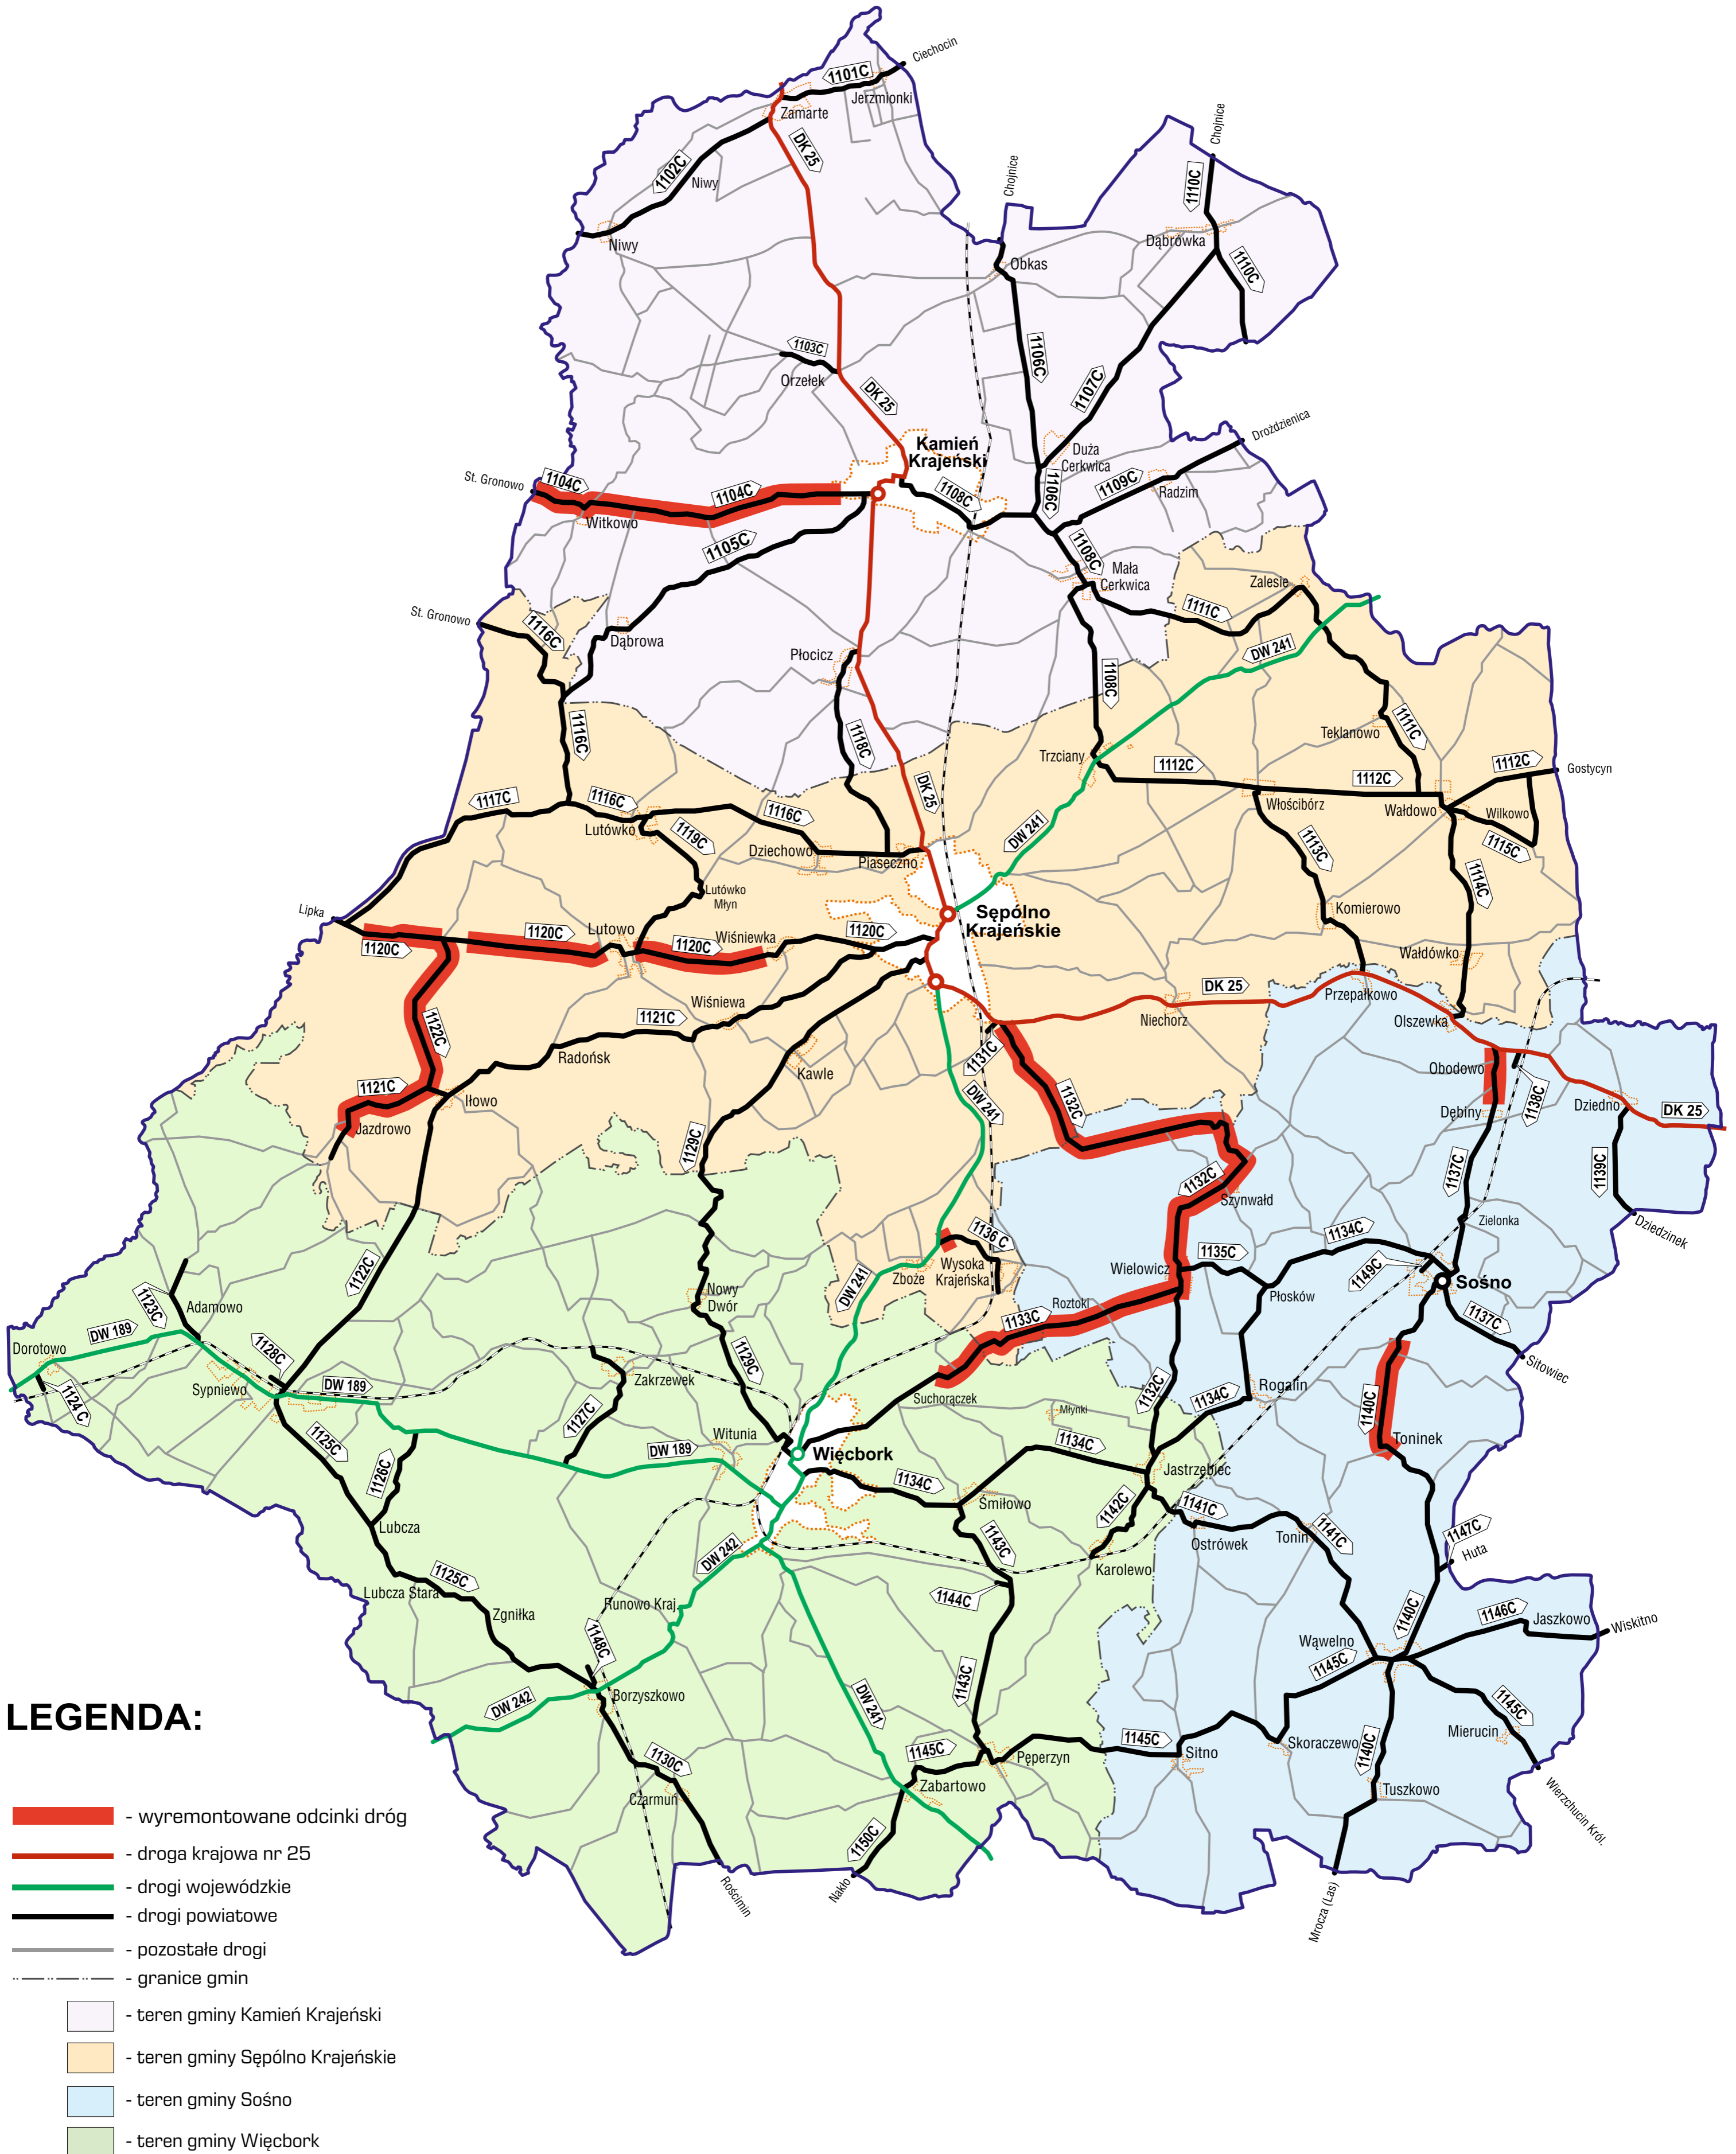 Ciechocin
1101C
Jerzmionki
Zamarte
DK 25
1102C
Niwy
Niwy
Chojnice
Chojnice
1110C
Dąbrówka
1110C
Obkas
1106C
1103C
Orzełek
1107C
DK 25
Kamień
Krajeński
Duża
Cerkwica
Drożdzienica
St. Gronowo
1104C
1104C
1108C
1106C
1109C
Radzim
Witkowo
1105C
1108C
Mała
Cerkwica
Zalesie
St. Gronowo
1116C
Dąbrowa
1111C
Płocicz
DW 241
1108C
1116C
1118C
Teklanowo
1111C
Trzciany
1112C
1112C
1112C
Gostycyn
DK 25
1117C
1116C
Lutówko
1116C
Włościbórz
Wałdowo
Wilkowo
1119C
Dziechowo
Piaseczno
DW 241
1113C
1115C
1114C
Lutówko
Młyn
Lipka
Komierowo
Sępólno
Krajeńskie
1120C
1120C
Lutowo
1120C
Wiśniewka
1120C
Wałdówko
DK 25
Przepałkowo
Wiśniewa
1121C
Niechorz
Olszewka
1122C
Radońsk
1131C
Kawle
Obodowo
1121C
Iłowo
DW 241
1132C
Dębiny
1138C
Dziedno
DK 25
Jazdrowo
1129C
1137C
1139C
1132C
Szynwałd
Zielonka
Dziedzinek
1136 C
1134C
1122C
Zboże
Wysoka
Krajeńska
Wielowicz
1135C
1149C
Sośno
Płosków
1123C
Adamowo
Nowy
Dwór
DW 241
Roztoki
1133C
1137C
DW 189
Dorotowo
1128C
1129C
Sitowiec
1124 C
Sypniewo
DW 189
Zakrzewek
Suchorączek
1132C
1134C
Rogalin
1140C
1127C
Młynki
1125C
Witunia
DW 189
Więcbork
1134C
Toninek
1126C
1134C
Jastrzębiec
Śmiłowo
1142C
1141C
Lubcza
Ostrówek
Tonin
1141C
1147C
Huta
DW 242
1143C
Karolewo
1125C
Lubcza Stara
1144C
Zgniłka
Runowo Kraj.
1140C
1146C
Jaszkowo
Wiskitno
1148C
Wąwelno
1145C
1143C
Borzyszkowo
DW 242
DW 241
1145C
Mierucin
1145C
Skoraczewo
1140C
1130C
1145C
Pęperzyn
Sitno
Zabartowo
Tuszkowo
Czarmuń
Wierzchucin Król.
1150C
Rościmin
Nakło
Mrocza (Las)
LEGENDA:
- wyremontowane odcinki dróg
- droga krajowa nr 25
- drogi wojewódzkie
- drogi powiatowe
- pozostałe drogi
- granice gmin
- teren gminy Kamień Krajeński
- teren gminy Sępólno Krajeńskie
- teren gminy Sośno
- teren gminy Więcbork